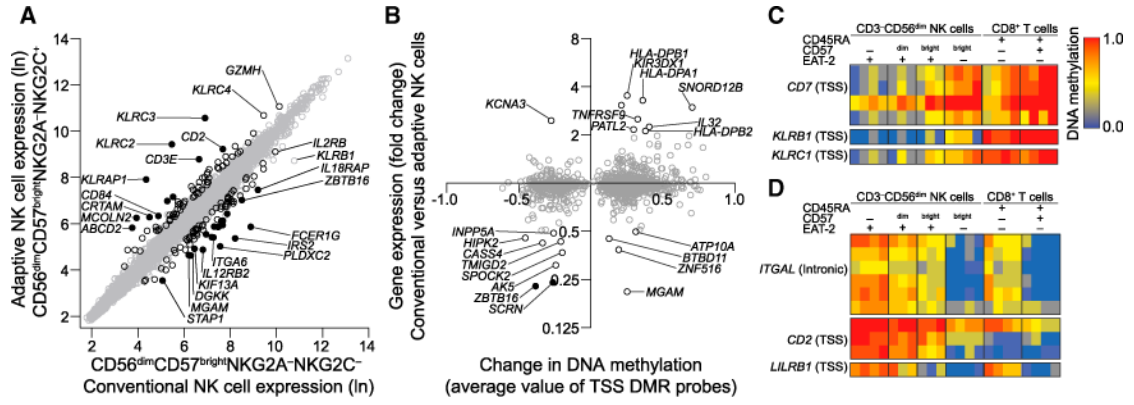 A
Adaptive NK cell expression (ln)
CD56dimCD57brightNKG2A–NKG2C+
14
12
10
8
6
4
2
2 4 6 8 10 12 14
CD56dimCD57brightNKG2A–NKG2C–
Conventional NK cell expression (ln)
GZMH
KLRC4
KLRC3
KLRC2
CD2
CD3E
KLRAP1
CD84
CRTAM
MCOLN2
ABCD2
IL2RB
KLRB1
IL18RAP
ZBTB16
FCER1G
IRS2
PLDXC2
ITGA6
IL12RB2
KIF13A
DGKK
MGAM
STAP1
B
Gene expression (fold change)
Conventional versus adaptive NK cells
8
4
2
0.5
0.25
0.125
-1.0 -0.5 0.5 1.0
Change in DNA methylation
(average value of TSS DMR probes)
HLA-DPB1
KIR3DX1
HLA-DPA1
SNORD12B
KCNA3
TNFRSF9
PATL2
IL32
HLA-DPB2
INPP5A
HIPK2
CASS4
TMIGD2
SPOCK2
AK5
ZBTB16
SCRN
ATP10A
BTBD11
ZNF516
MGAM
C
CD3–CD56dim NK cells CD8+ T cells
CD45RA + +
CD57 – dim bright bright – +
EAT-2 + + + –
CD7 (TSS)
KLRB1 (TSS)
KLRC1 (TSS)
1.0
0.0
DNA methylation
D
CD3–CD56dim NK cells CD8+ T cells
CD45RA + +
CD57 – dim bright bright +
EAT-2 + + + –
ITGAL (Intronic)
CD2 (TSS)
LILRB1 (TSS)